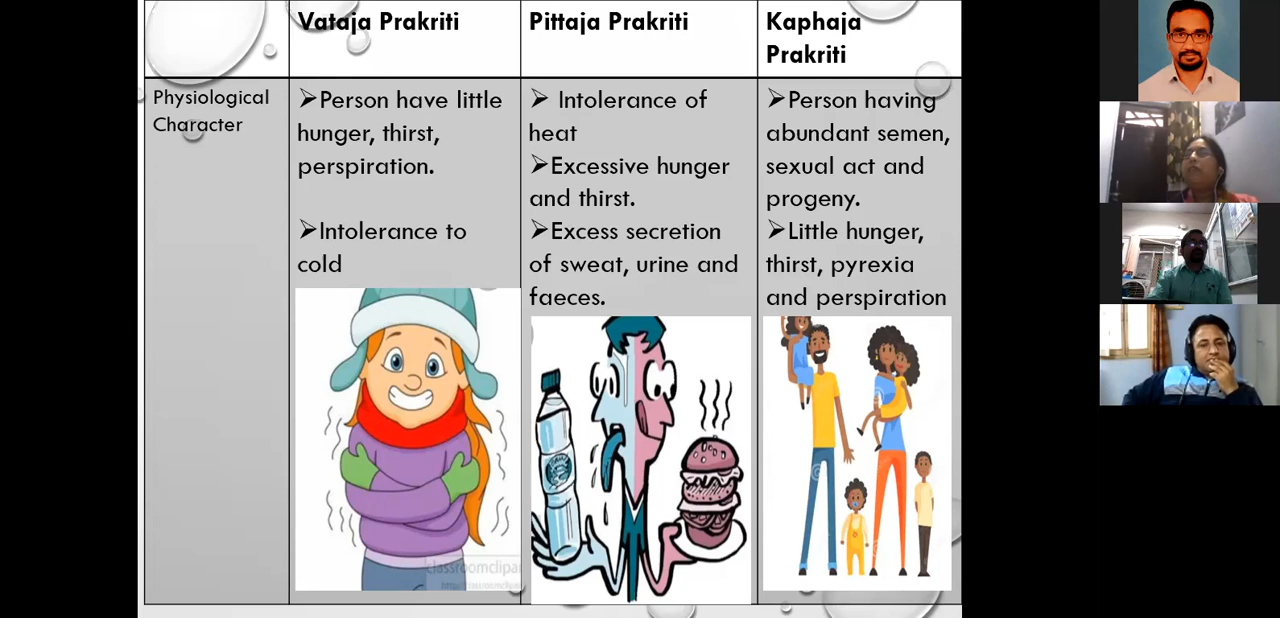 Vataja Prakriti
Pittaja Prakriti
Kaphaja
Prakriti
Physiological
Character
➢Person have little
hunger, thirst,
perspiration.
➢Intolerance to
cold
➢ Intolerance of
heat
➢Excessive hunger
and thirst.
➢Excess secretion
of sweat, urine and
faeces.
➢Person having
abundant semen,
sexual act and
progeny.
➢Little hunger,
thirst, pyrexia
and perspiration
classroomclipar